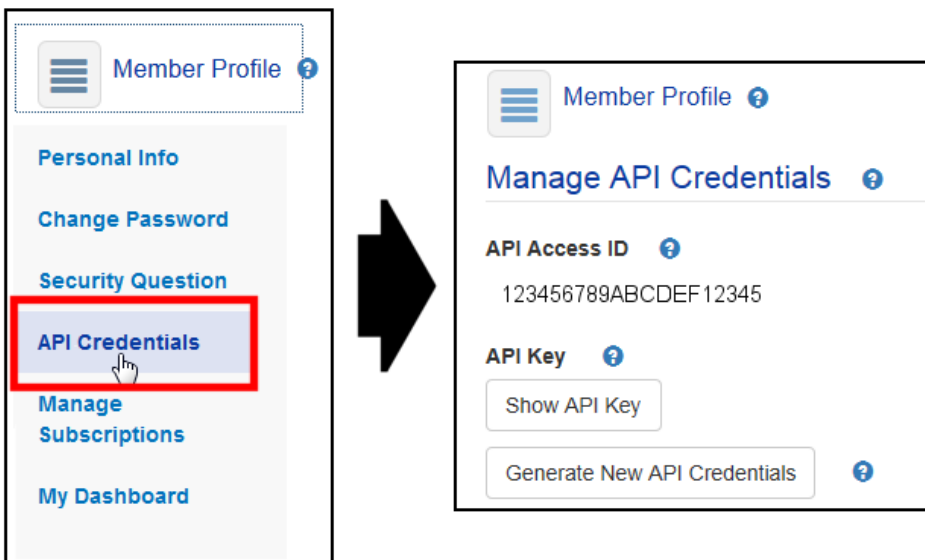 Member Profile
Personal Info
Change Password
Security Question
API Credentials
Manage
Subscriptions
My Dashboard
Member Profile
Manage API Credentials
API Access ID
123456789ABCDEF12345
API Key
Show API Key
Generate New API Credentials